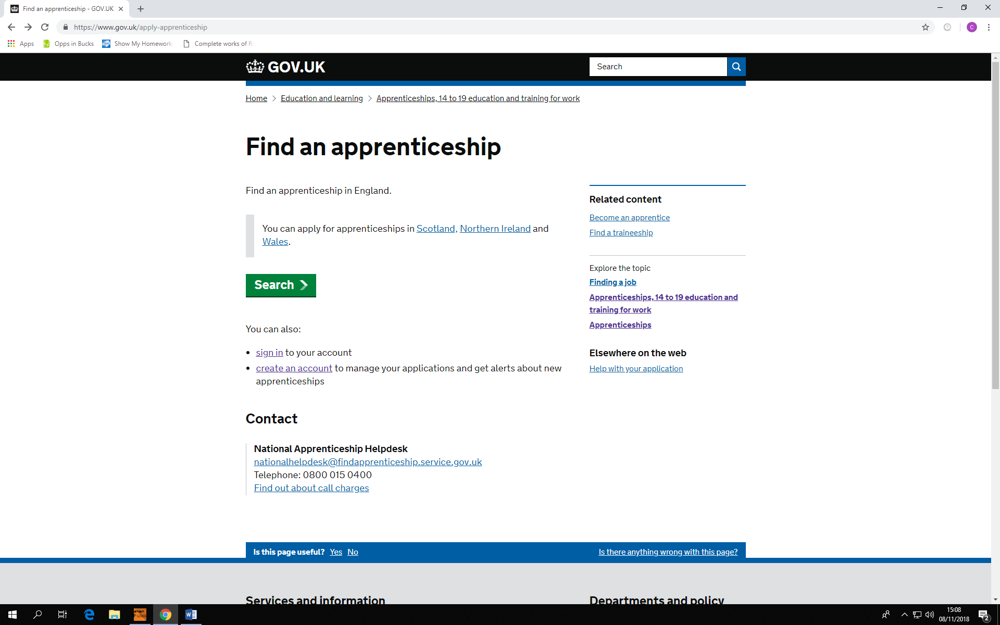 Find an apprenticeship - GOV.UK
https://www.gov.uk/apply-apprenticeship
Apps Opps in Bucks Show My Homework Complete works of
GOV.UK
Search
Home Education and learning Apprenticeships, 14 to 19 education and training for work
Find an apprenticeship
Find an apprenticeship in England.
You can apply for apprenticeships in Scotland, Northern Ireland and
Wales.
Search
You can also:
• sign in to your account
• create an account to manage your applications and get alerts about new
apprenticeships
Contact
National Apprenticeship Helpdesk
nationalhelpdesk@findapprenticeship.service.gov.uk
Telephone: 0800 015 0400
Find out about call charges
Related content
Become an apprentice
Find a traineeship
Explore the topic
Finding a job
Apprenticeships, 14 to 19 education and
training for work
Apprenticeships
Elsewhere on the web
Help with your application
Is this page useful? Yes No
Is there anything wrong with this page?
Services and information
Departments and policy
15:08
08/11/2018
2